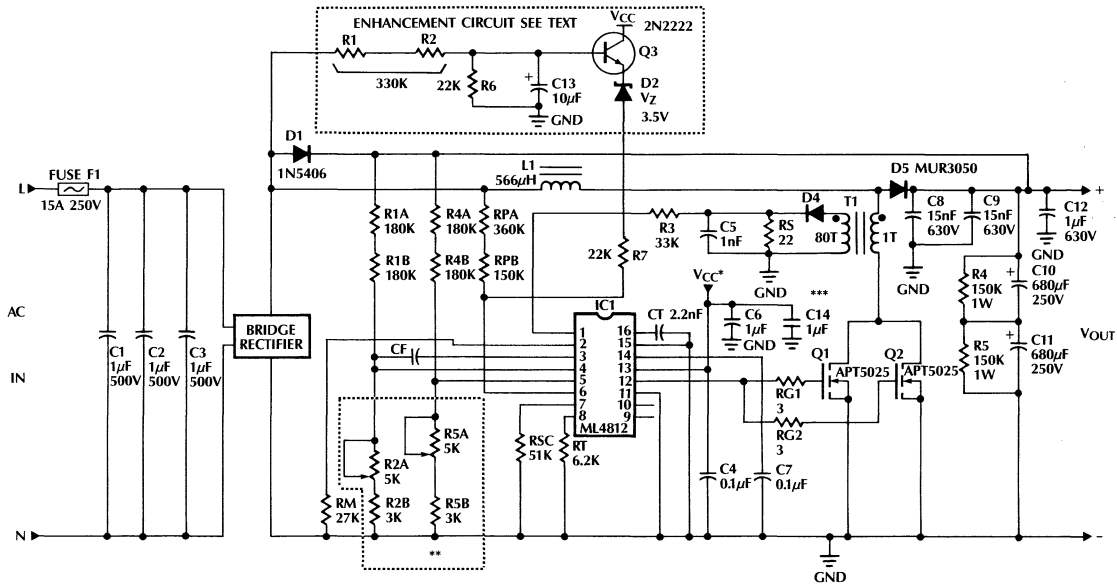 ENHANCEMENT CIRCUIT SEE TEXT
VCC
2N2222
R1
R2
Q3
330K
22K
R6
+
C13
10µF
GND
D2
VZ
3.5V
D1
1N5406
L1
566µH
D5 MUR3050
FUSE F1
L
15A 250V
+
R1A
180K
R4A
180K
RPA
360K
R3
33K
C5
1nF
RS
22
D4
T1
80T
1T
C8
15nF
630V
C9
15nF
630V
C12
1µF
630V
GND
R1B
180K
R4B
180K
RPB
150K
22K
R7
GND
GND
R4
150K
1W
+
C10
680µF
250V
VCC*
***
AC
IN
BRIDGE
RECTIFIER
C1
1µF
500V
C2
1µF
500V
C3
1µF
500V
CF
IC1
1
2
3
4
5
6
7
8
16
15
14
13
12
11
10
9
ML4812
CT 2.2nF
C6
1µF
GND
C14
1µF
Q1
APT5025
Q2
APT5025
R5
150K
1W
+
C11
680µF
250V
VOUT
RG1
3
RG2
3
R5A
5K
R2A
5K
RSC
51K
RT
6.2K
C4
0.1µF
C7
0.1µF
RM
27K
R2B
3K
R5B
3K
**
N
-
GND